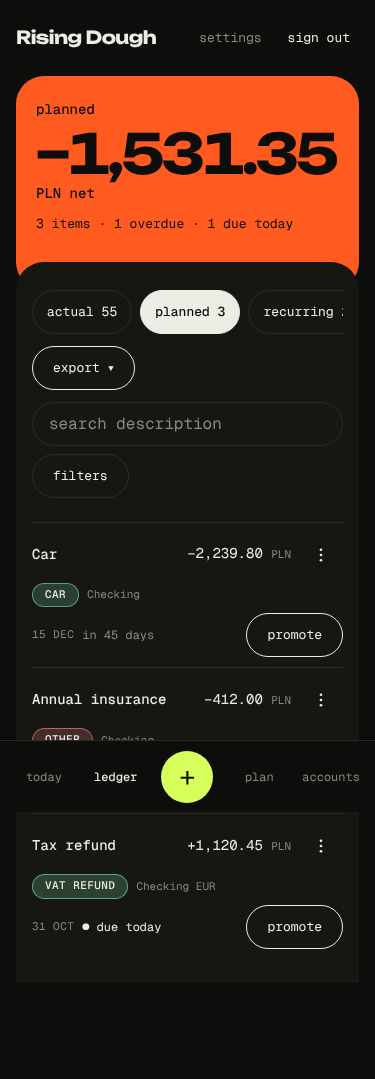 Rising Dough settings sign out
planned
−1,531.35
PLN net
3 items · 1 overdue · 1 due today
actual 55 planned 3 recurring
export ▾
search description
filters
Car −2,239.80 PLN ⋮
CAR Checking
15 DEC in 45 days promote
Annual insurance −412.00 PLN ⋮
OTHER Checking
today ledger + plan accounts
Tax refund +1,120.45 PLN ⋮
VAT REFUND Checking EUR
31 OCT ● due today promote